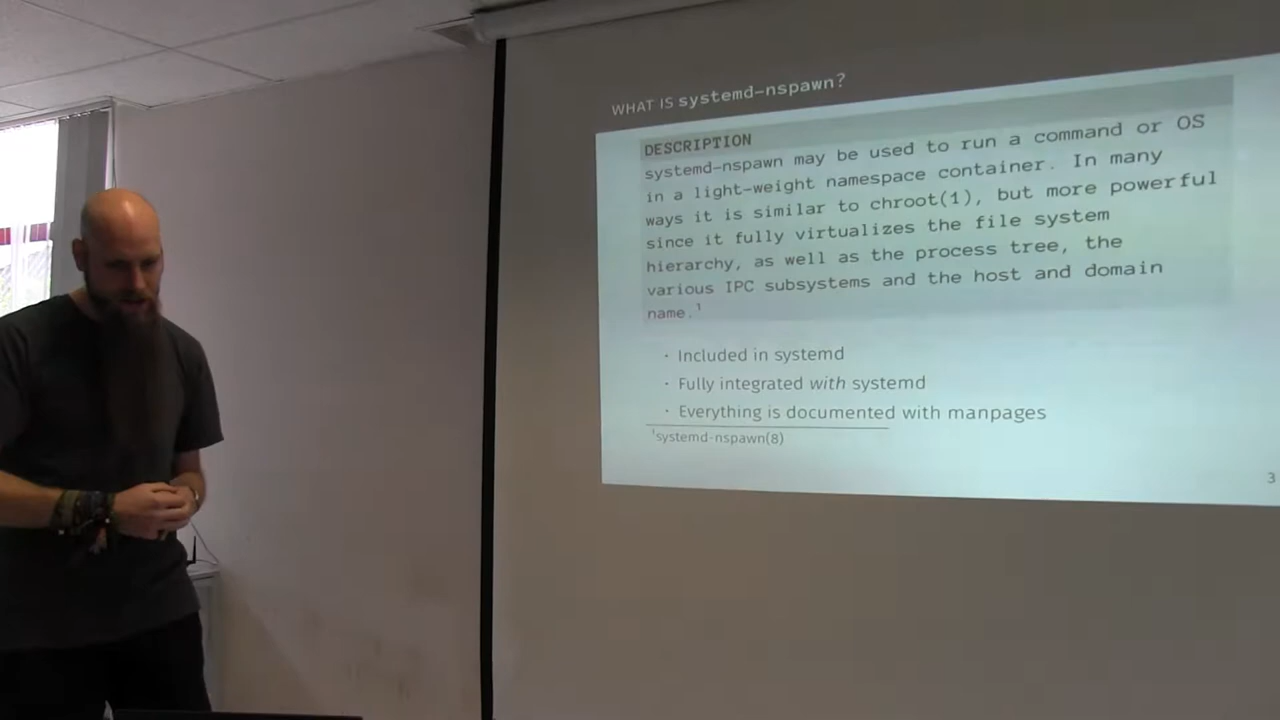 WHAT IS systemd-nspawn?
DESCRIPTION
systemd-nspawn may be used to run a command or OS
in a light-weight namespace container. In many
ways it is similar to chroot(1), but more powerful
since it fully virtualizes the file system
hierarchy, as well as the process tree, the
various IPC subsystems and the host and domain
name.¹
· Included in systemd
· Fully integrated with systemd
· Everything is documented with manpages
¹systemd-nspawn(8)
3